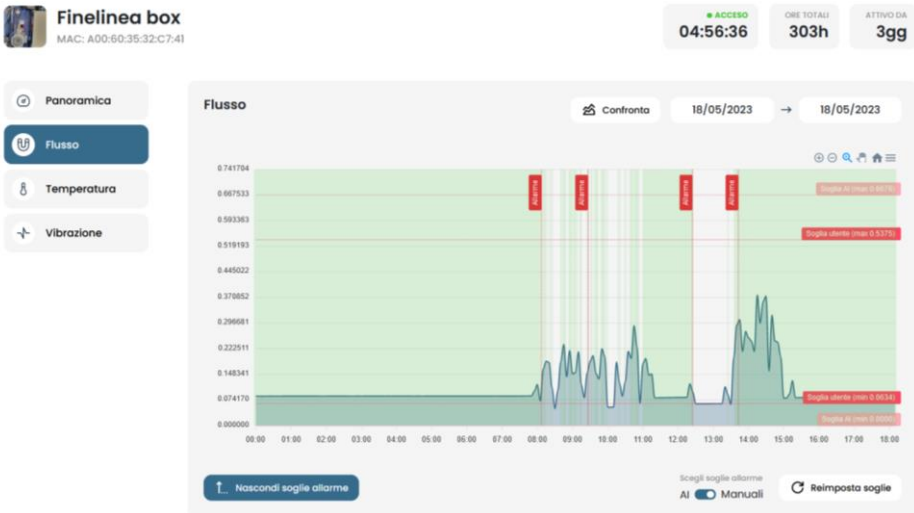 Finelinea box
MAC: A00:60:35:32:C7:41
ACCESO
04:56:36
ORE TOTALI
303h
ATTIVO DA
3gg
Panoramica
Flusso
Temperatura
Vibrazione
Flusso
Confronta
18/05/2023 → 18/05/2023
0.741704
0.667533
0.593363
0.519193
0.445022
0.370852
0.296681
0.222511
0.148341
0.074170
0.000000
Allarme
Allarme
Allarme
Allarme
Soglia utente (max 0.5375)
Soglia utente (min 0.0634)
Soglia AI (min 0.0000)
00:00 01:00 02:00 03:00 04:00 05:00 06:00 07:00 08:00 09:00 10:00 11:00 12:00 13:00 14:00 15:00 16:00 17:00 18:00
Nascondi soglie allarme
Scegli soglie allarme
AI Manuali
Reimposta soglie